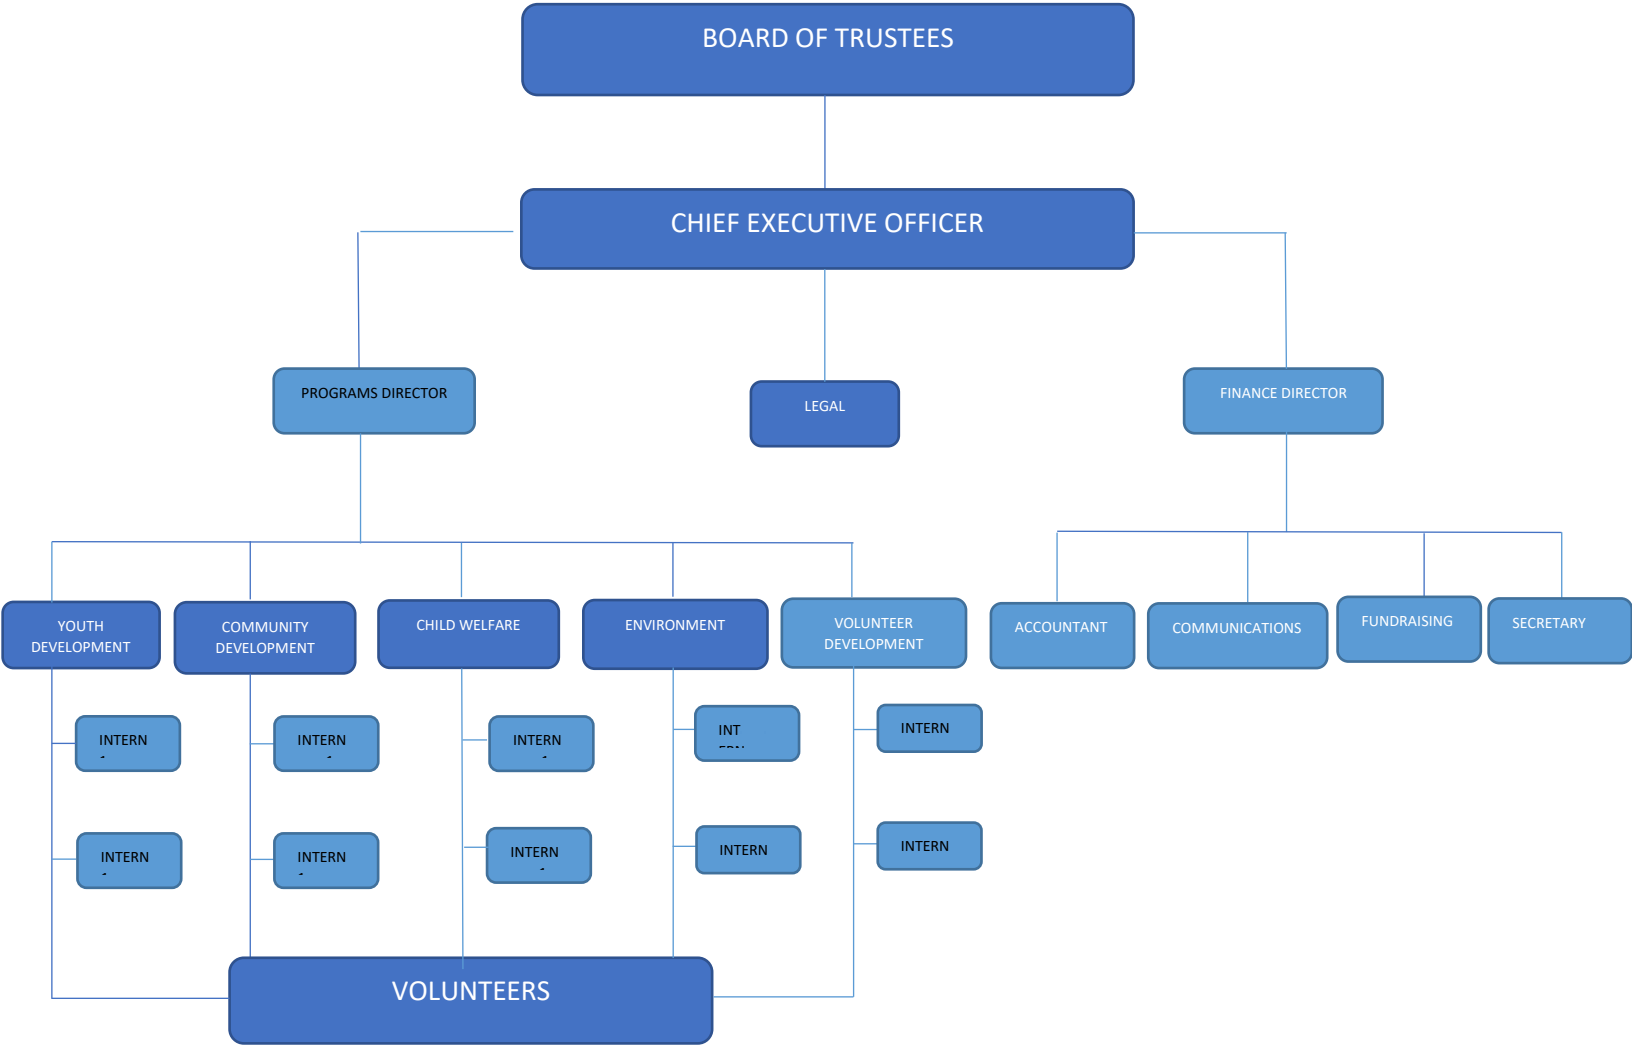 BOARD OF TRUSTEES
CHIEF EXECUTIVE OFFICER
PROGRAMS DIRECTOR
LEGAL
FINANCE DIRECTOR
YOUTH
DEVELOPMENT
COMMUNITY
DEVELOPMENT
CHILD WELFARE
ENVIRONMENT
VOLUNTEER
DEVELOPMENT
ACCOUNTANT
COMMUNICATIONS
FUNDRAISING
SECRETARY
INTERN
INTERN
INTERN
INT
INTERN
INTERN
INTERN
INTERN
INTERN
INTERN
VOLUNTEERS